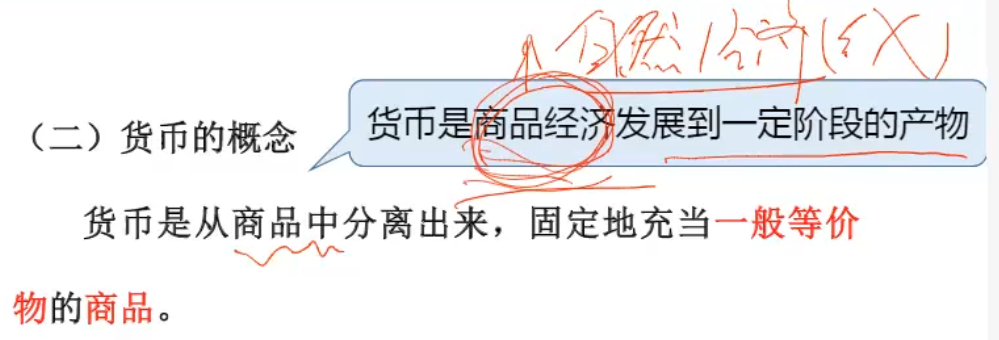 自然经济(×)
货币是商品经济发展到一定阶段的产物
（二）货币的概念
货币是从商品中分离出来，固定地充当一般等价
物的商品。